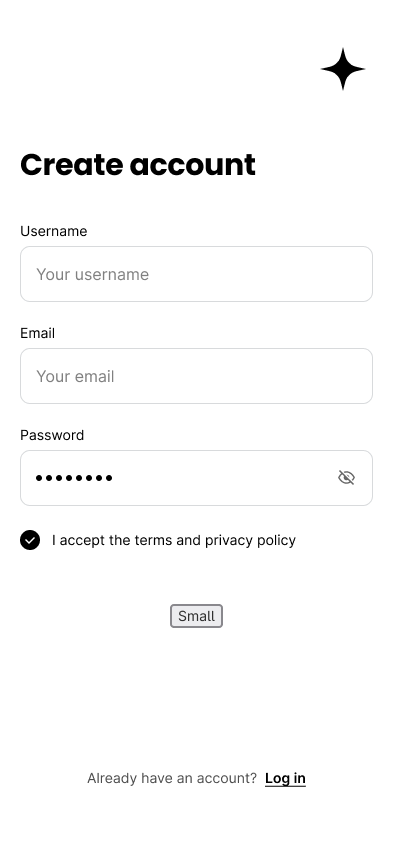 Create account
Username
Your username
Email
Your email
Password
I accept the terms and privacy policy
Small
Already have an account? Log in